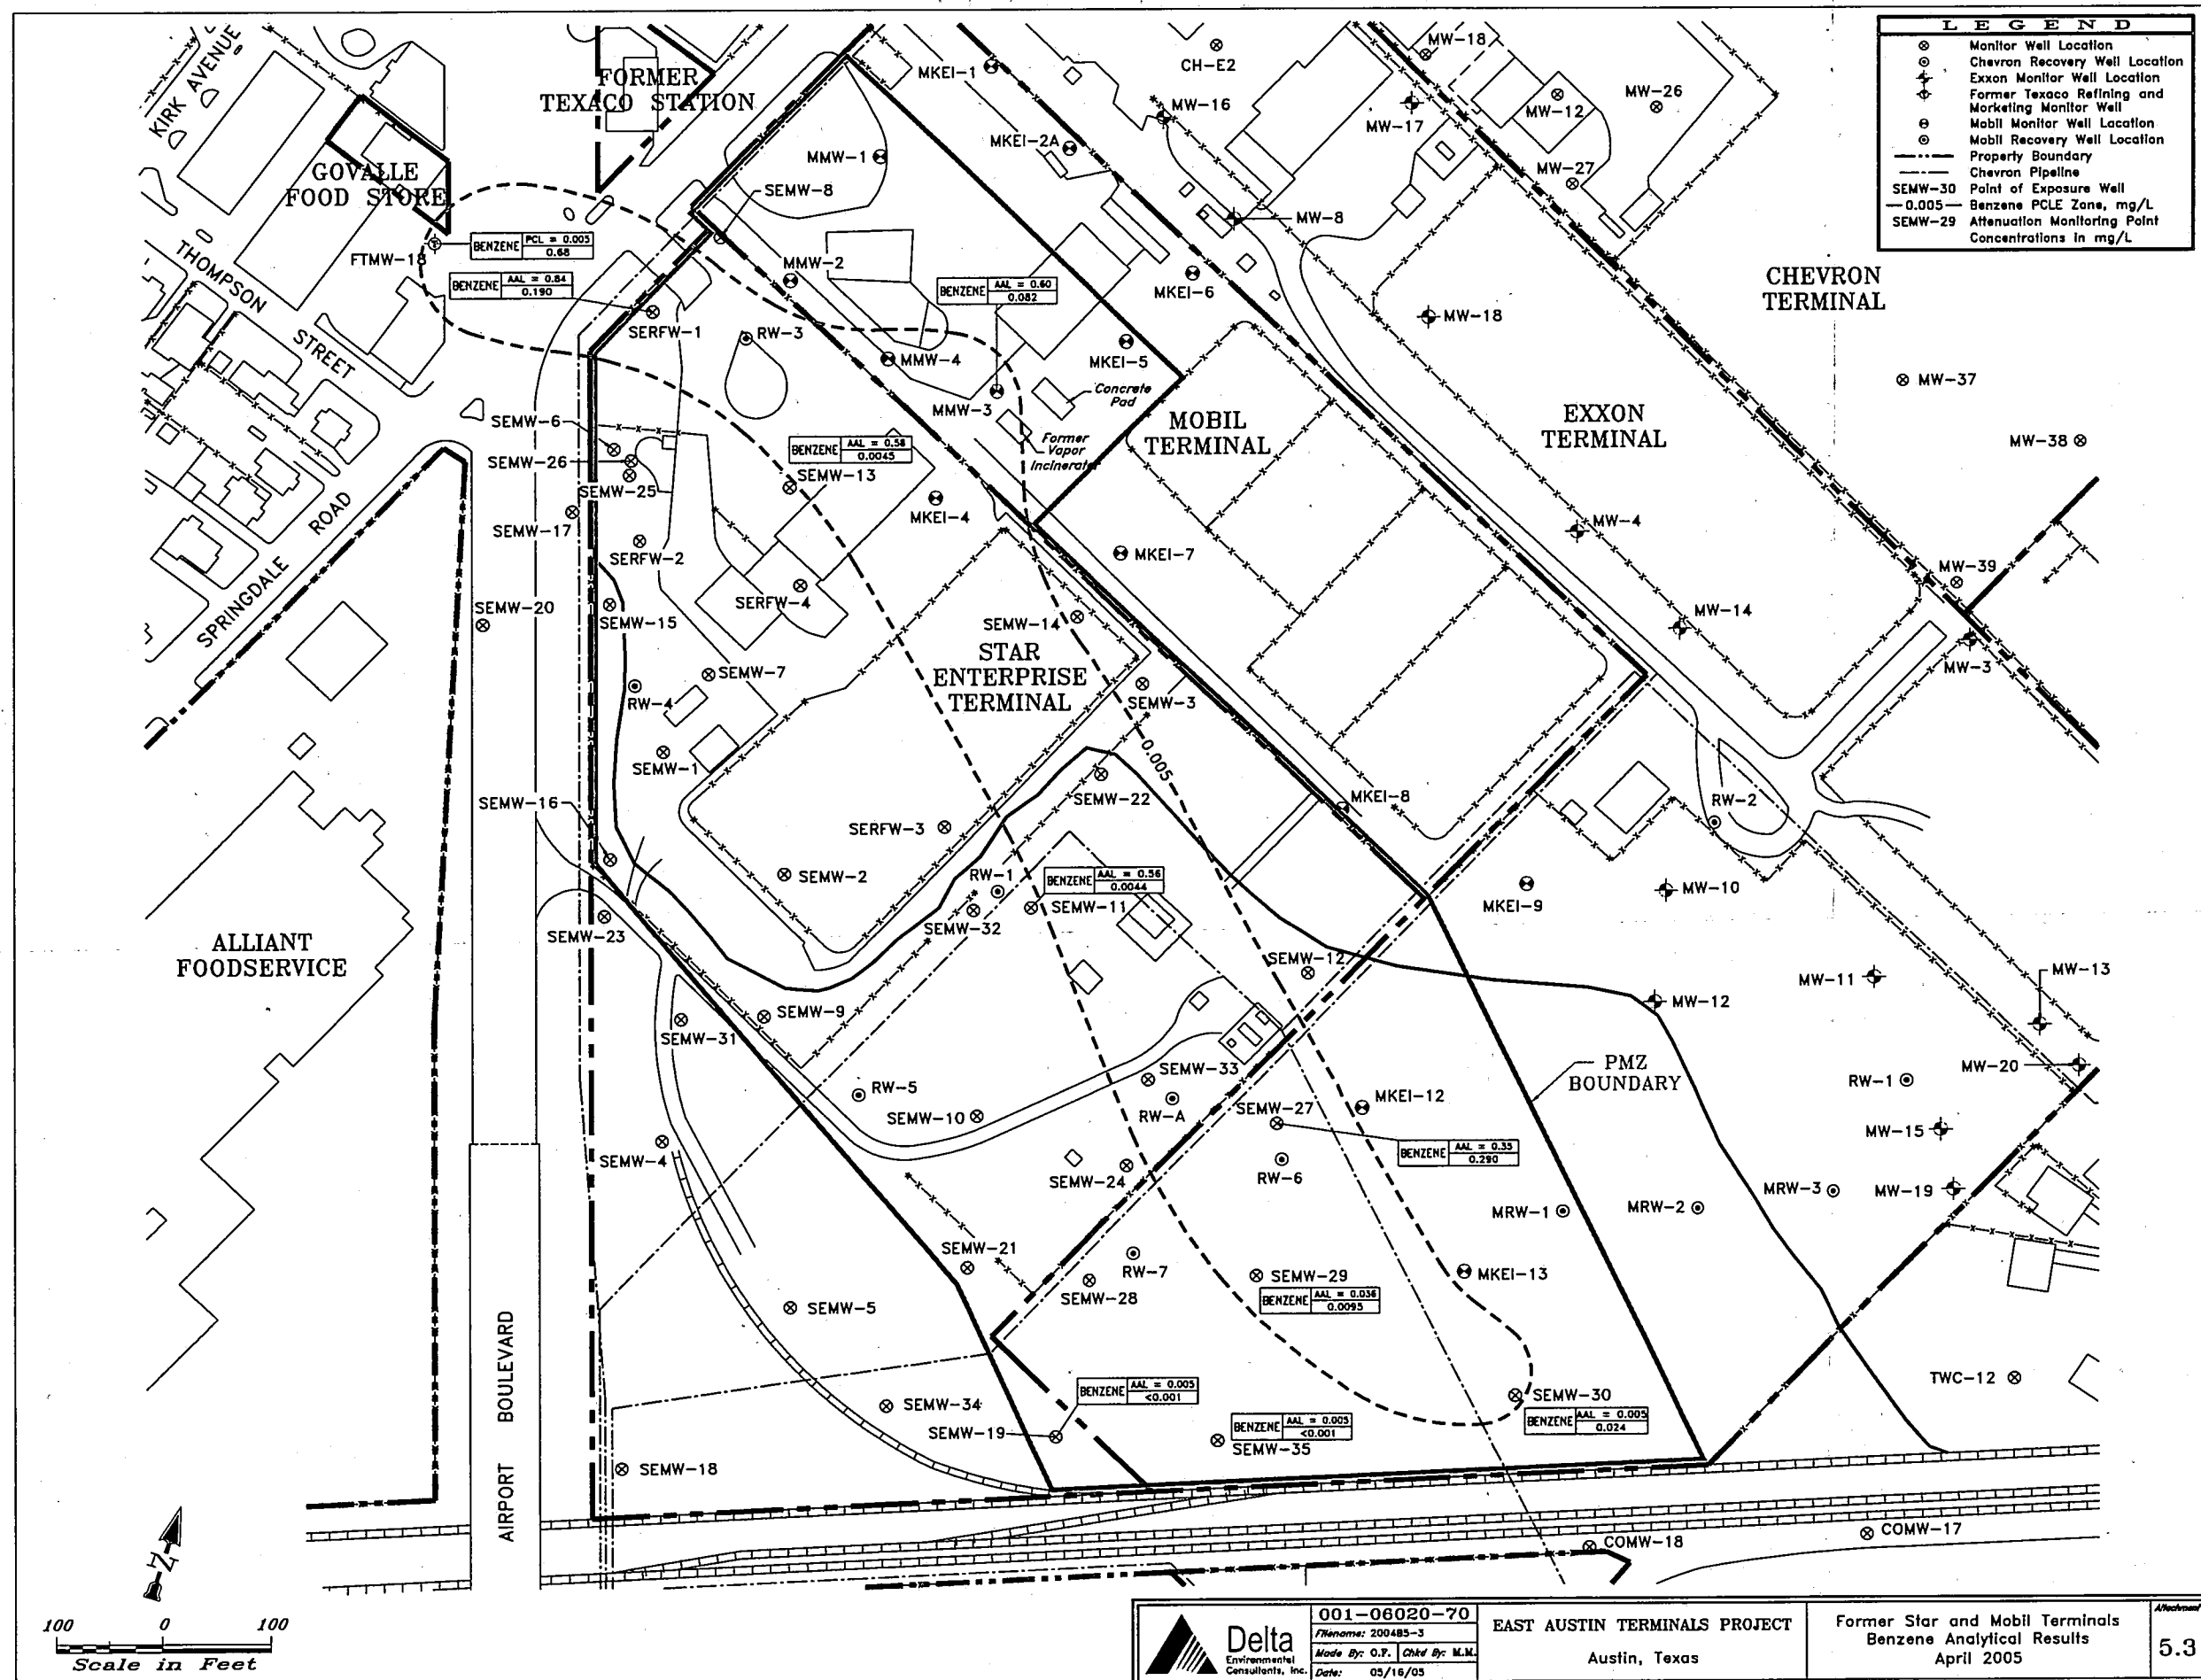 LEGEND
Monitor Well Location
Chevron Recovery Well Location
Exxon Monitor Well Location
Former Texaco Refining and
Marketing Monitor Well
Mobil Monitor Well Location
Mobil Recovery Well Location
Property Boundary
Chevron Pipeline
SEMW-30 Point of Exposure Well
0.005 Benzene PCLE Zone, mg/L
SEMW-29 Attenuation Monitoring Point
Concentrations in mg/L
KIRK AVENUE
FORMER
TEXACO STATION
GOVALLE
FOOD STORE
THOMPSON
STREET
SPRINGDALE
ROAD
CHEVRON
TERMINAL
EXXON
TERMINAL
MOBIL
TERMINAL
STAR
ENTERPRISE
TERMINAL
ALLIANT
FOODSERVICE
AIRPORT BOULEVARD
PMZ
BOUNDARY
Concrete
Pad
Former
Vapor
Incinerator
0.005
MKEI-1
CH-E2
MW-18
MW-16
MW-17
MW-12
MW-26
MKEI-2A
MMW-1
MW-27
SEMW-8
MW-8
FTMW-18
BENZENE PCL = 0.005
0.68
BENZENE AAL = 0.84
0.190
SERFW-1
RW-3
MMW-2
BENZENE AAL = 0.60
0.082
MKEI-6
MW-18
MKEI-5
MMW-4
MMW-3
MW-37
MW-38
SEMW-6
SEMW-26
SEMW-25
SEMW-17
BENZENE AAL = 0.58
0.0045
SEMW-13
MKEI-4
MKEI-7
MW-4
MW-39
SERFW-2
SERFW-4
SEMW-20
SEMW-15
SEMW-14
MW-14
MW-3
RW-4
SEMW-7
SEMW-3
SEMW-1
SEMW-22
SEMW-16
SERFW-3
MKEI-8
RW-2
SEMW-2
RW-1
BENZENE AAL = 0.56
0.0044
SEMW-11
SEMW-32
SEMW-23
MKEI-9
MW-10
SEMW-12
MW-11
MW-13
MW-12
SEMW-9
SEMW-31
SEMW-33
RW-5
RW-A
SEMW-10
SEMW-27
MKEI-12
RW-1
MW-20
MW-15
BENZENE AAL = 0.35
0.290
SEMW-4
SEMW-24
RW-6
MRW-1
MRW-2
MRW-3
MW-19
SEMW-21
RW-7
SEMW-28
SEMW-29
BENZENE AAL = 0.036
0.0095
MKEI-13
SEMW-5
SEMW-34
SEMW-19
BENZENE AAL = 0.005
<0.001
BENZENE AAL = 0.005
<0.001
SEMW-35
SEMW-30
BENZENE AAL = 0.005
0.024
TWC-12
SEMW-18
COMW-17
COMW-18
N
100 0 100
Scale in Feet
Delta
Environmental
Consultants, Inc.
001-06020-70
Filename: 200485-3
Made By: O.F. Chkd By: M.M.
Date: 05/16/05
EAST AUSTIN TERMINALS PROJECT
Austin, Texas
Former Star and Mobil Terminals
Benzene Analytical Results
April 2005
Attachment
5.3